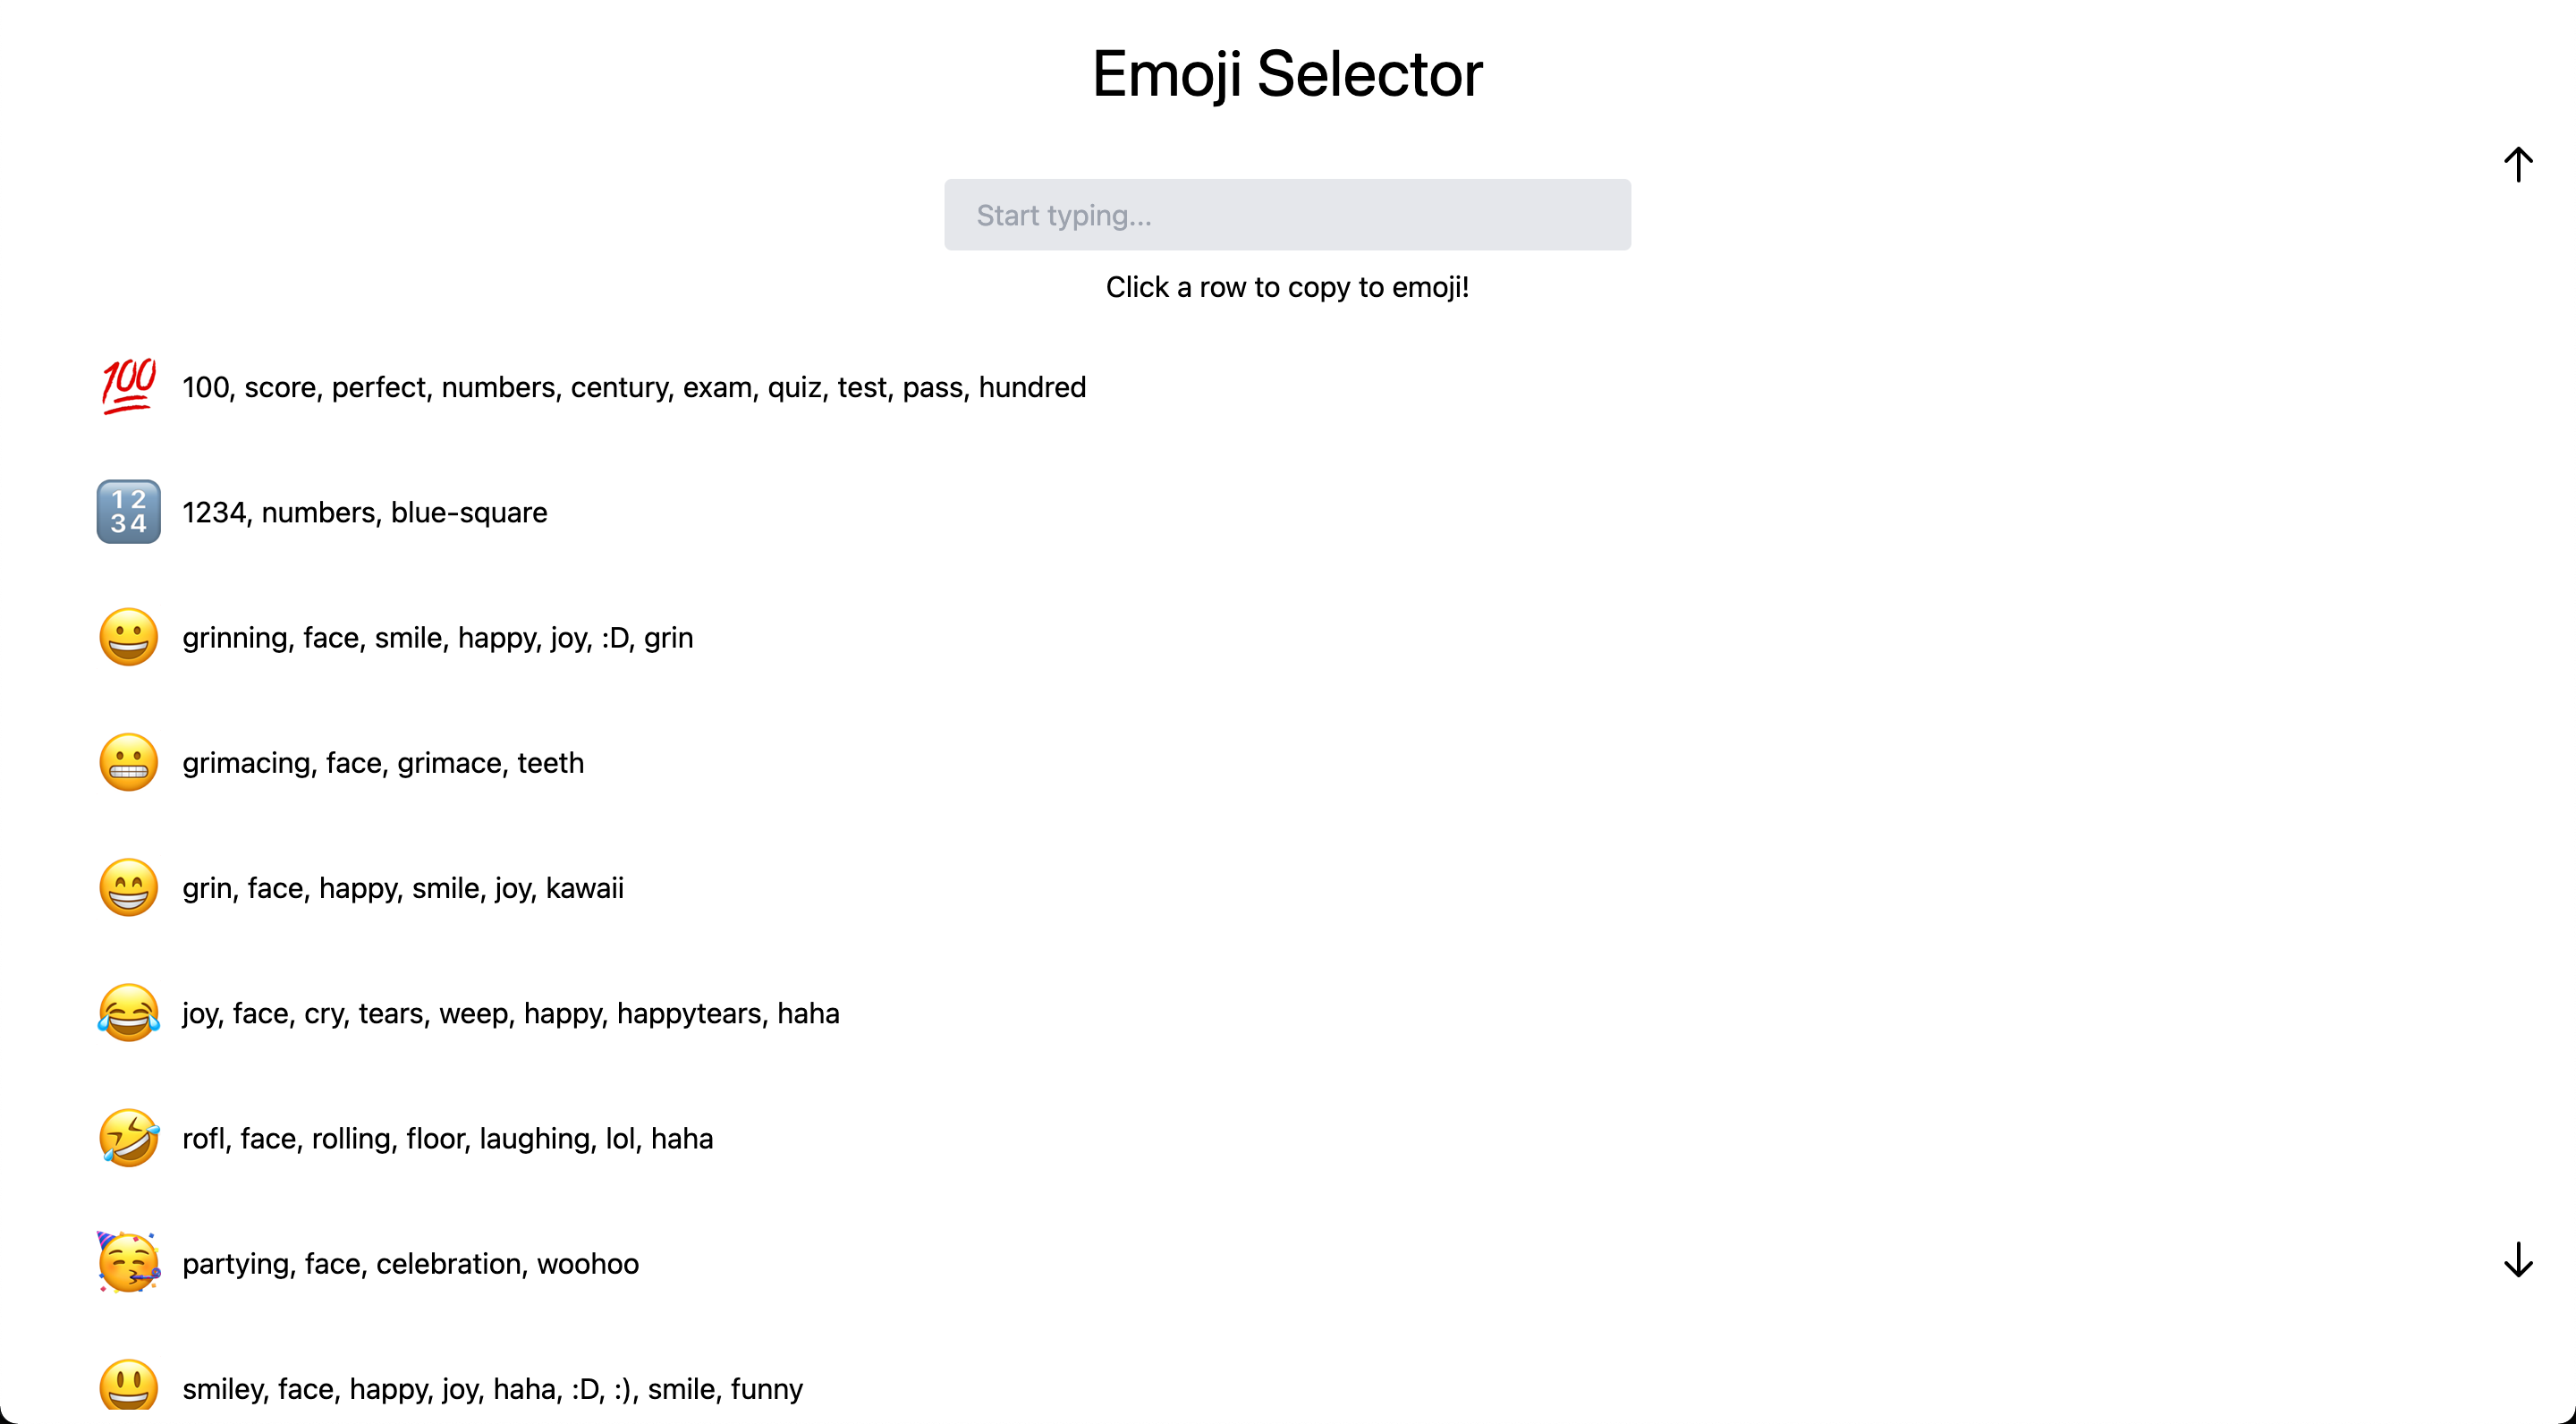 Emoji Selector
Start typing...
Click a row to copy to emoji!
100, score, perfect, numbers, century, exam, quiz, test, pass, hundred
1234, numbers, blue-square
grinning, face, smile, happy, joy, :D, grin
grimacing, face, grimace, teeth
grin, face, happy, smile, joy, kawaii
joy, face, cry, tears, weep, happy, happytears, haha
rofl, face, rolling, floor, laughing, lol, haha
partying, face, celebration, woohoo
smiley, face, happy, joy, haha, :D, :), smile, funny